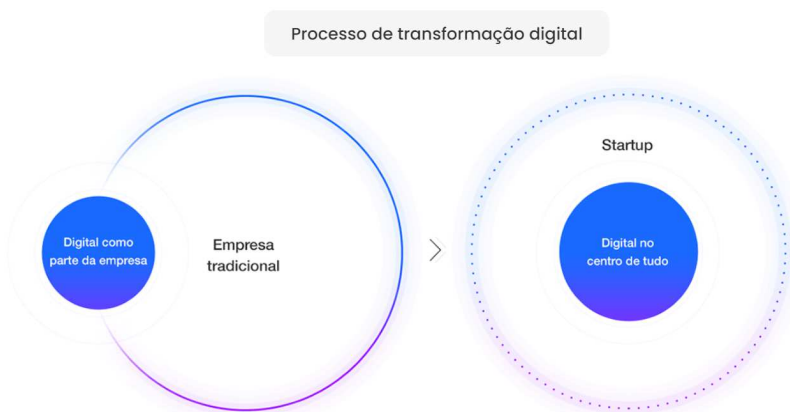 Processo de transformação digital
Startup
Digital como
parte da empresa
Empresa
tradicional
Digital no
centro de tudo